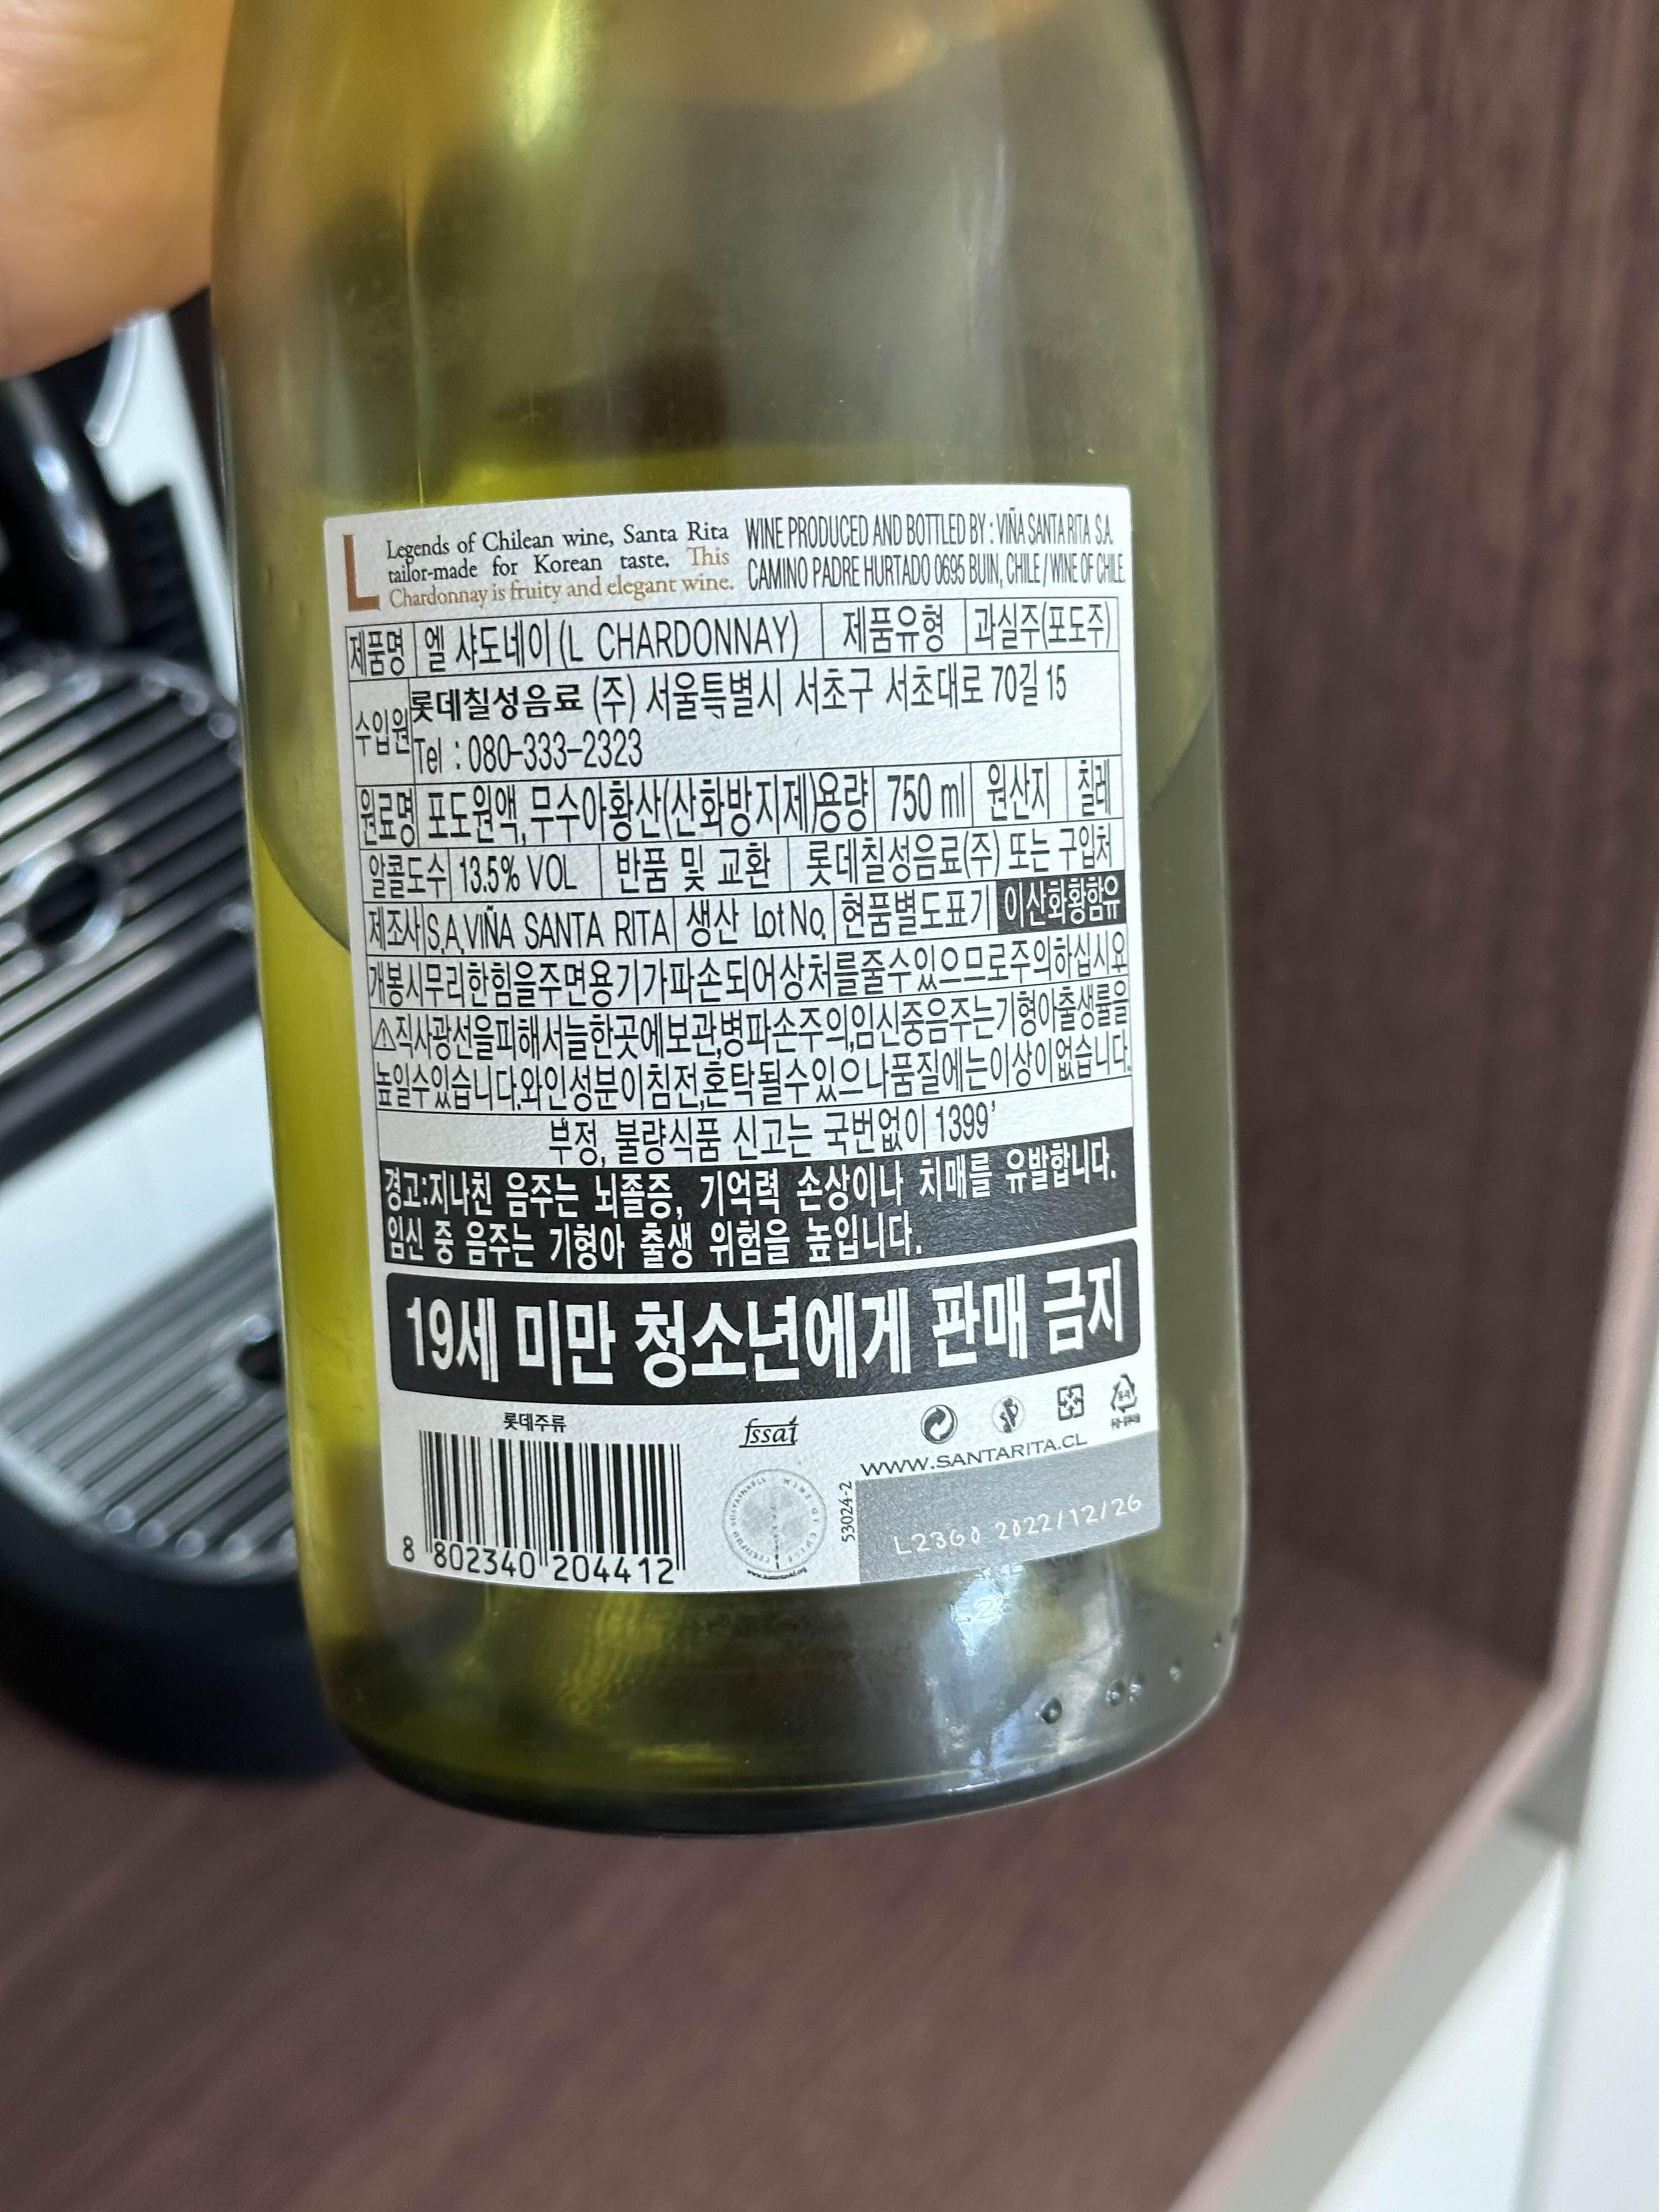 L
Legends of Chilean wine, Santa Rita
tailor-made for Korean taste. This
Chardonnay is fruity and elegant wine.
WINE PRODUCED AND BOTTLED BY : VIÑA SANTA RITA S.A.
CAMINO PADRE HURTADO 0695 BUIN, CHILE / WINE OF CHILE
제품명 엘 샤도네이 (L CHARDONNAY) 제품유형 과실주(포도주)
수입원 롯데칠성음료 (주) 서울특별시 서초구 서초대로 70길 15
Tel : 080-333-2323
원료명 포도원액,무수아황산(산화방지제) 용량 750 ml 원산지 칠레
알콜도수 13.5% VOL 반품 및 교환 롯데칠성음료(주) 또는 구입처
제조사 S.A.VIÑA SANTA RITA 생산 Lot No. 현품별도표기 이산화황함유
개봉시무리한힘을주면용기가파손되어상처를줄수있으므로주의하십시요
⚠직사광선을피해서늘한곳에보관,병파손주의,임신중음주는기형아출생률을
높일수있습니다.와인성분이침전,혼탁될수있으나품질에는이상이없습니다.
부정, 불량식품 신고는 국번없이 1399'
경고:지나친 음주는 뇌졸증, 기억력 손상이나 치매를 유발합니다.
임신 중 음주는 기형아 출생 위험을 높입니다.
19세 미만 청소년에게 판매 금지
롯데주류
8 802340 204412
fssai
WWW.SANTARITA.CL
53024-2
L2360 2022/12/26